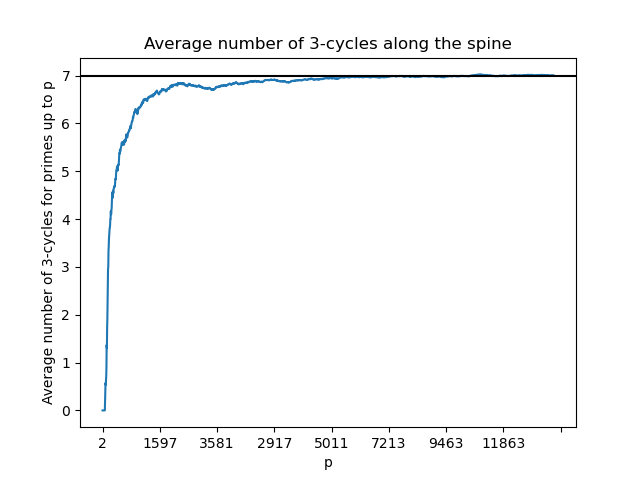 Average number of 3-cycles along the spine
Average number of 3-cycles for primes up to p
7
6
5
4
3
2
1
0
2 1597 3581 2917 5011 7213 9463 11863
p